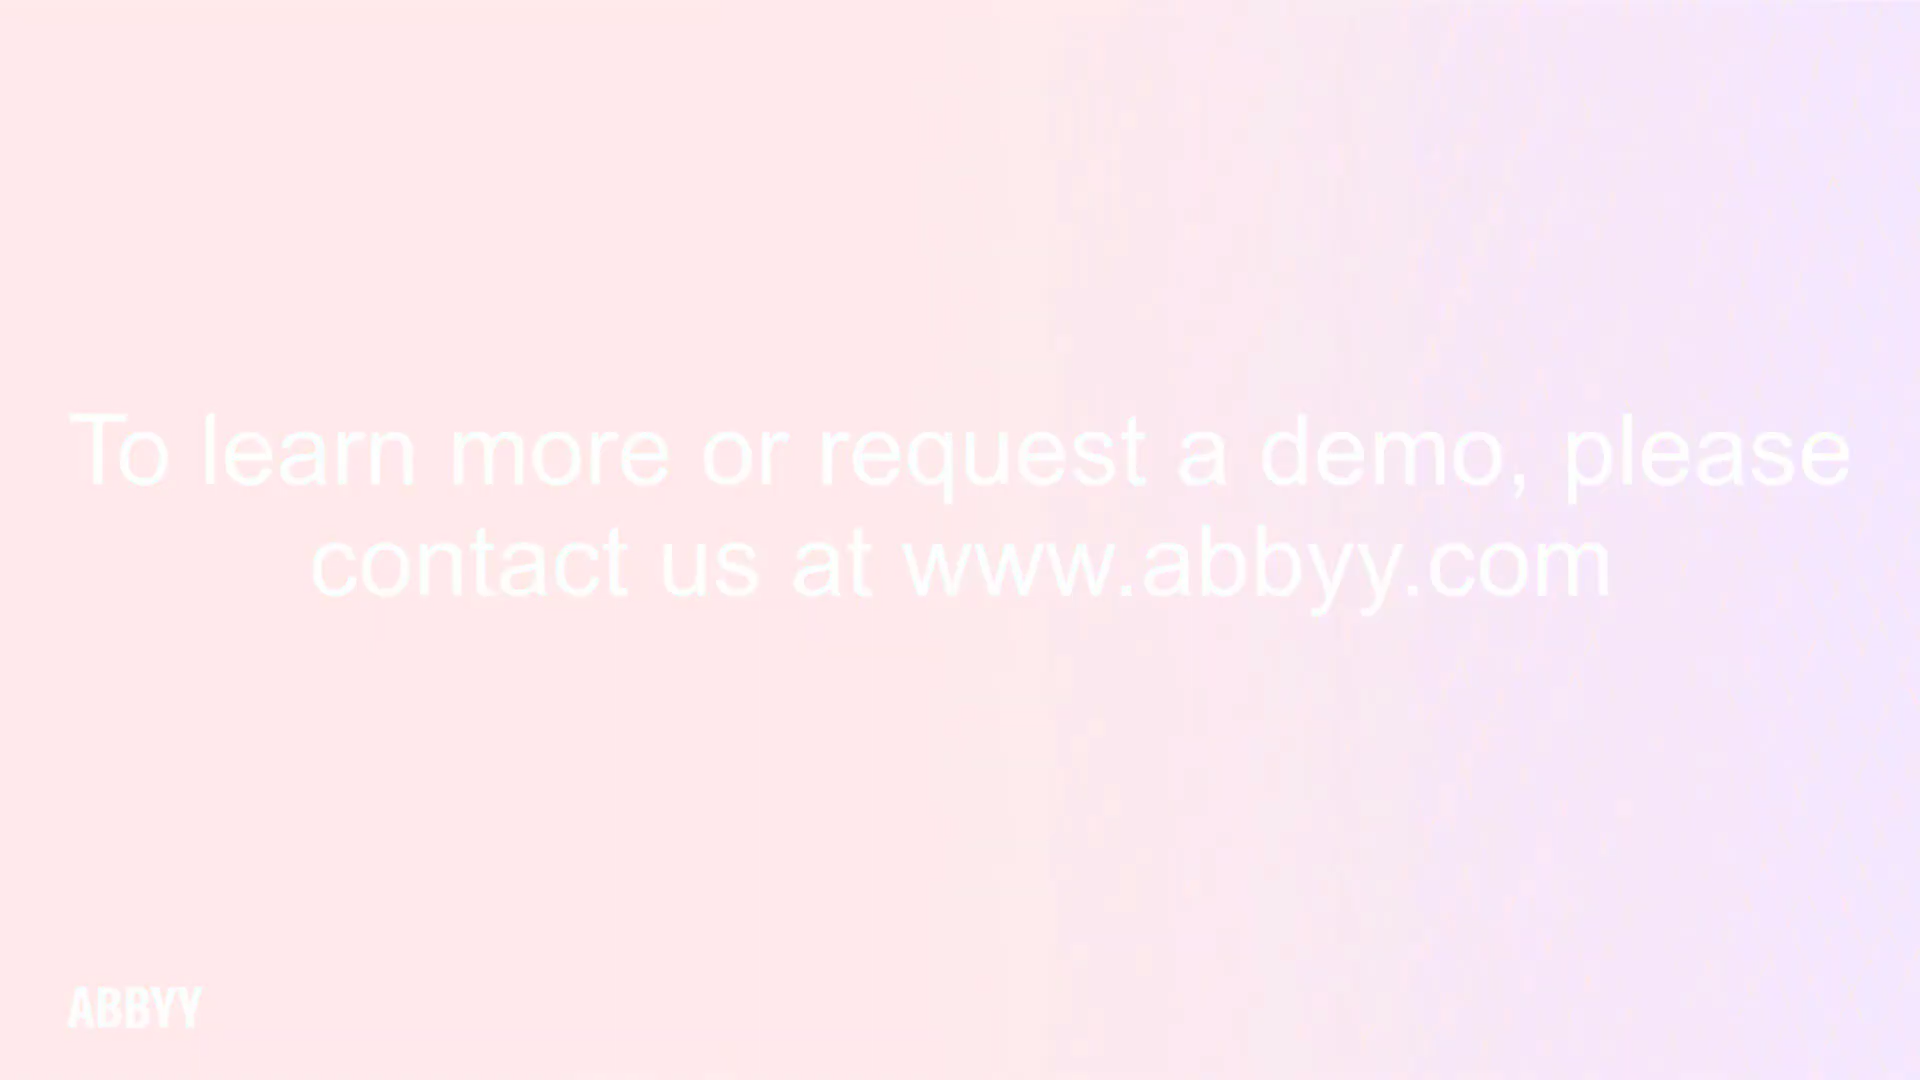 To learn more or request a demo, please
contact us at www.abbyy.com
ABBYY